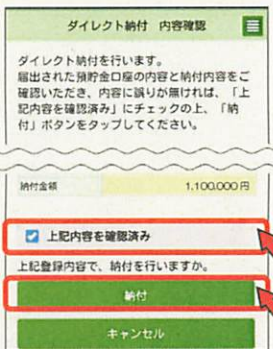 ダイレクト納付 内容確認
ダイレクト納付を行います。
届出された預貯金口座の内容と納付内容をご
確認いただき、内容に誤りが無ければ、「上
記内容を確認済み」にチェックの上、「納
付」ボタンをタップしてください。
納付金額 1,100,000円
上記内容を確認済み
上記登録内容で、納付を行いますか。
納付
キャンセル